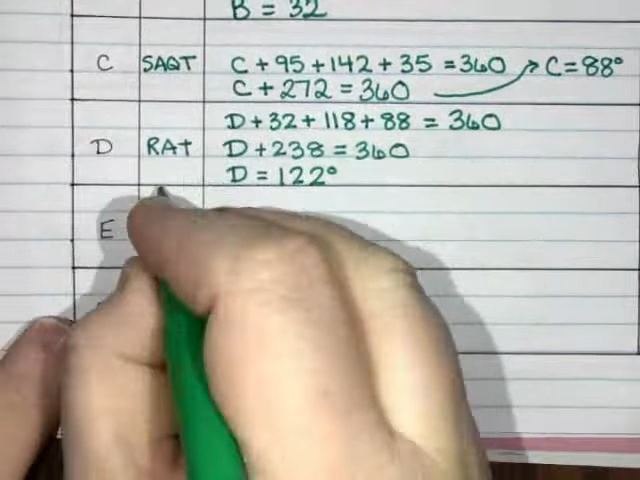 B = 32
C SAQT C + 95 + 142 + 35 = 360 → C = 88°
C + 272 = 360
D + 32 + 118 + 88 = 360
D RAT D + 238 = 360
D = 122°
E